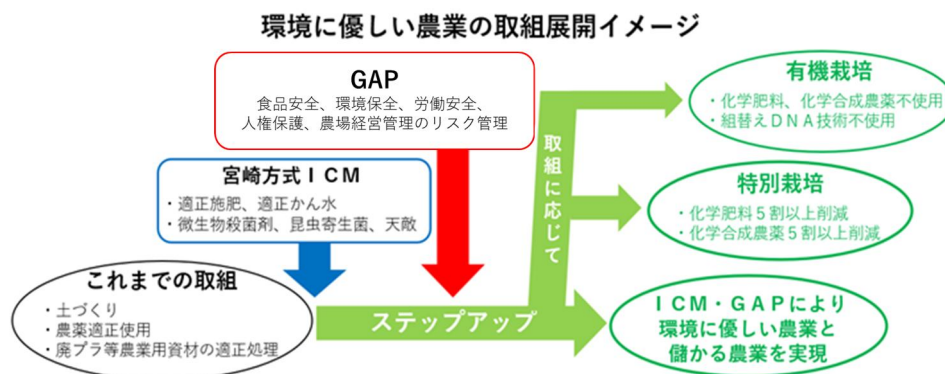 環境に優しい農業の取組展開イメージ
GAP
食品安全、環境保全、労働安全、
人権保護、農場経営管理のリスク管理
宮崎方式ＩＣＭ
・適正施肥、適正かん水
・微生物殺菌剤、昆虫寄生菌、天敵
これまでの取組
・土づくり
・農薬適正使用
・廃プラ等農業用資材の適正処理
ステップアップ
取組に応じて
有機栽培
・化学肥料、化学合成農薬不使用
・組替えＤＮＡ技術不使用
特別栽培
・化学肥料５割以上削減
・化学合成農薬５割以上削減
ＩＣＭ・ＧＡＰにより
環境に優しい農業と
儲かる農業を実現